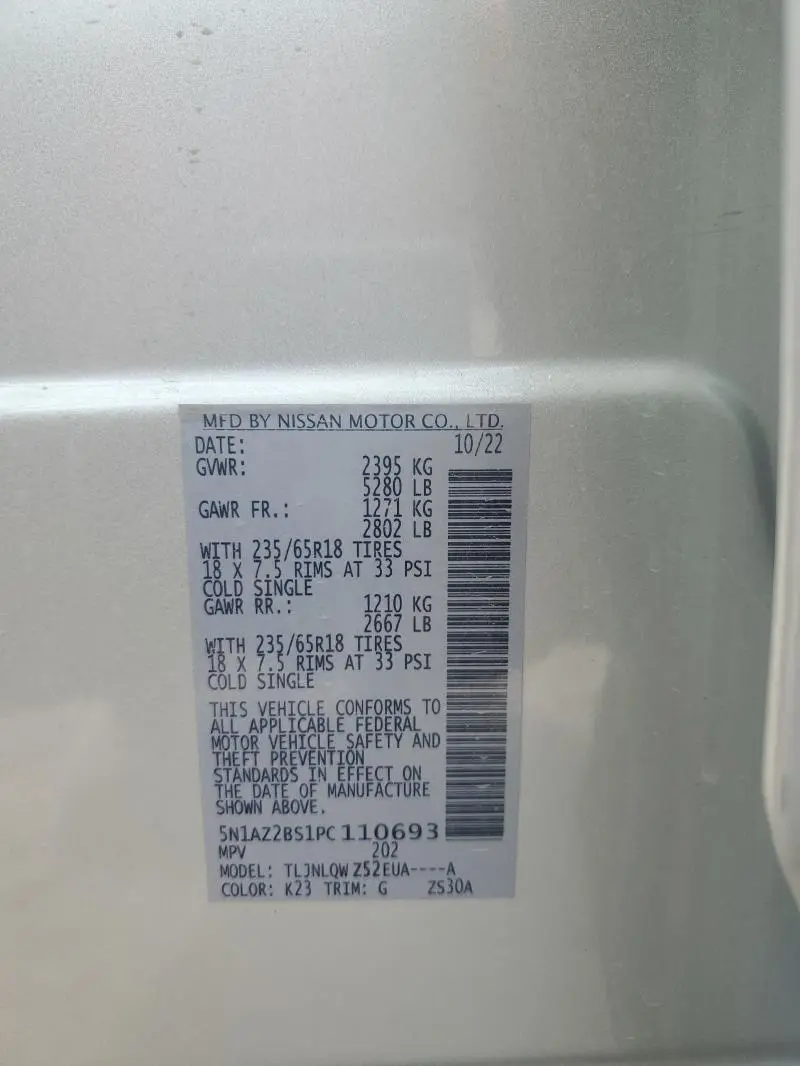 MFD BY NISSAN MOTOR CO., LTD.
DATE: 10/22
GVWR: 2395 KG
5280 LB
GAWR FR.: 1271 KG
2802 LB
WITH 235/65R18 TIRES
18 X 7.5 RIMS AT 33 PSI
COLD SINGLE
GAWR RR.: 1210 KG
2667 LB
WITH 235/65R18 TIRES
18 X 7.5 RIMS AT 33 PSI
COLD SINGLE
THIS VEHICLE CONFORMS TO
ALL APPLICABLE FEDERAL
MOTOR VEHICLE SAFETY AND
THEFT PREVENTION
STANDARDS IN EFFECT ON
THE DATE OF MANUFACTURE
SHOWN ABOVE.
5N1AZ2BS1PC110693
MPV 202
MODEL: TLJNLQW Z52EUA----A
COLOR: K23 TRIM: G ZS30A